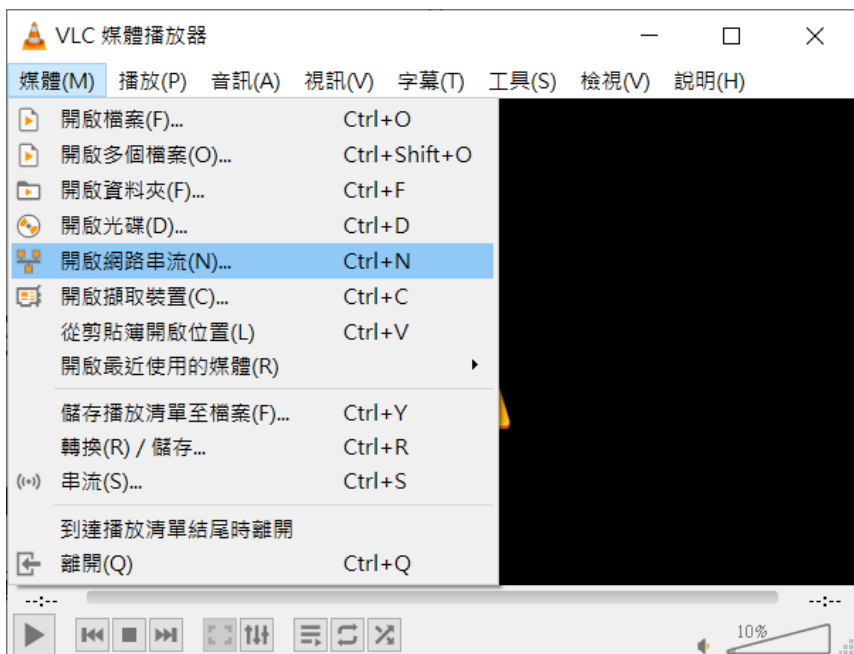 VLC 媒體播放器
媒體(M) 播放(P) 音訊(A) 視訊(V) 字幕(T) 工具(S) 檢視(V) 說明(H)
開啟檔案(F)... Ctrl+O
開啟多個檔案(O)... Ctrl+Shift+O
開啟資料夾(F)... Ctrl+F
開啟光碟(D)... Ctrl+D
開啟網路串流(N)... Ctrl+N
開啟擷取裝置(C)... Ctrl+C
從剪貼簿開啟位置(L) Ctrl+V
開啟最近使用的媒體(R)
儲存播放清單至檔案(F)... Ctrl+Y
轉換(R) / 儲存... Ctrl+R
串流(S)... Ctrl+S
到達播放清單結尾時離開
離開(Q) Ctrl+Q
--:-- --:--
10%